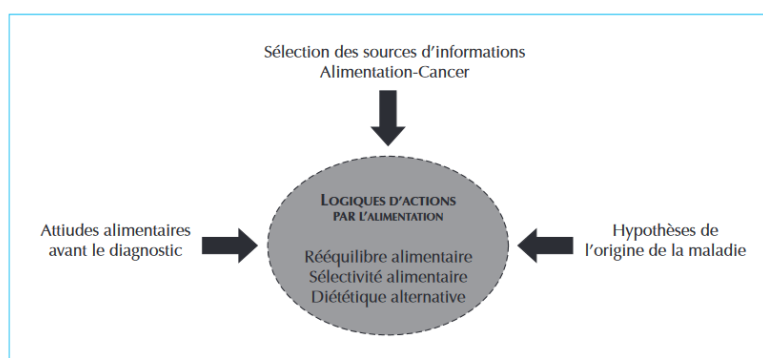 Sélection des sources d'informations
Alimentation-Cancer
LOGIQUES D'ACTIONS
PAR L'ALIMENTATION
Attiudes alimentaires
avant le diagnostic
Hypothèses de
l'origine de la maladie
Rééquilibre alimentaire
Sélectivité alimentaire
Diététique alternative